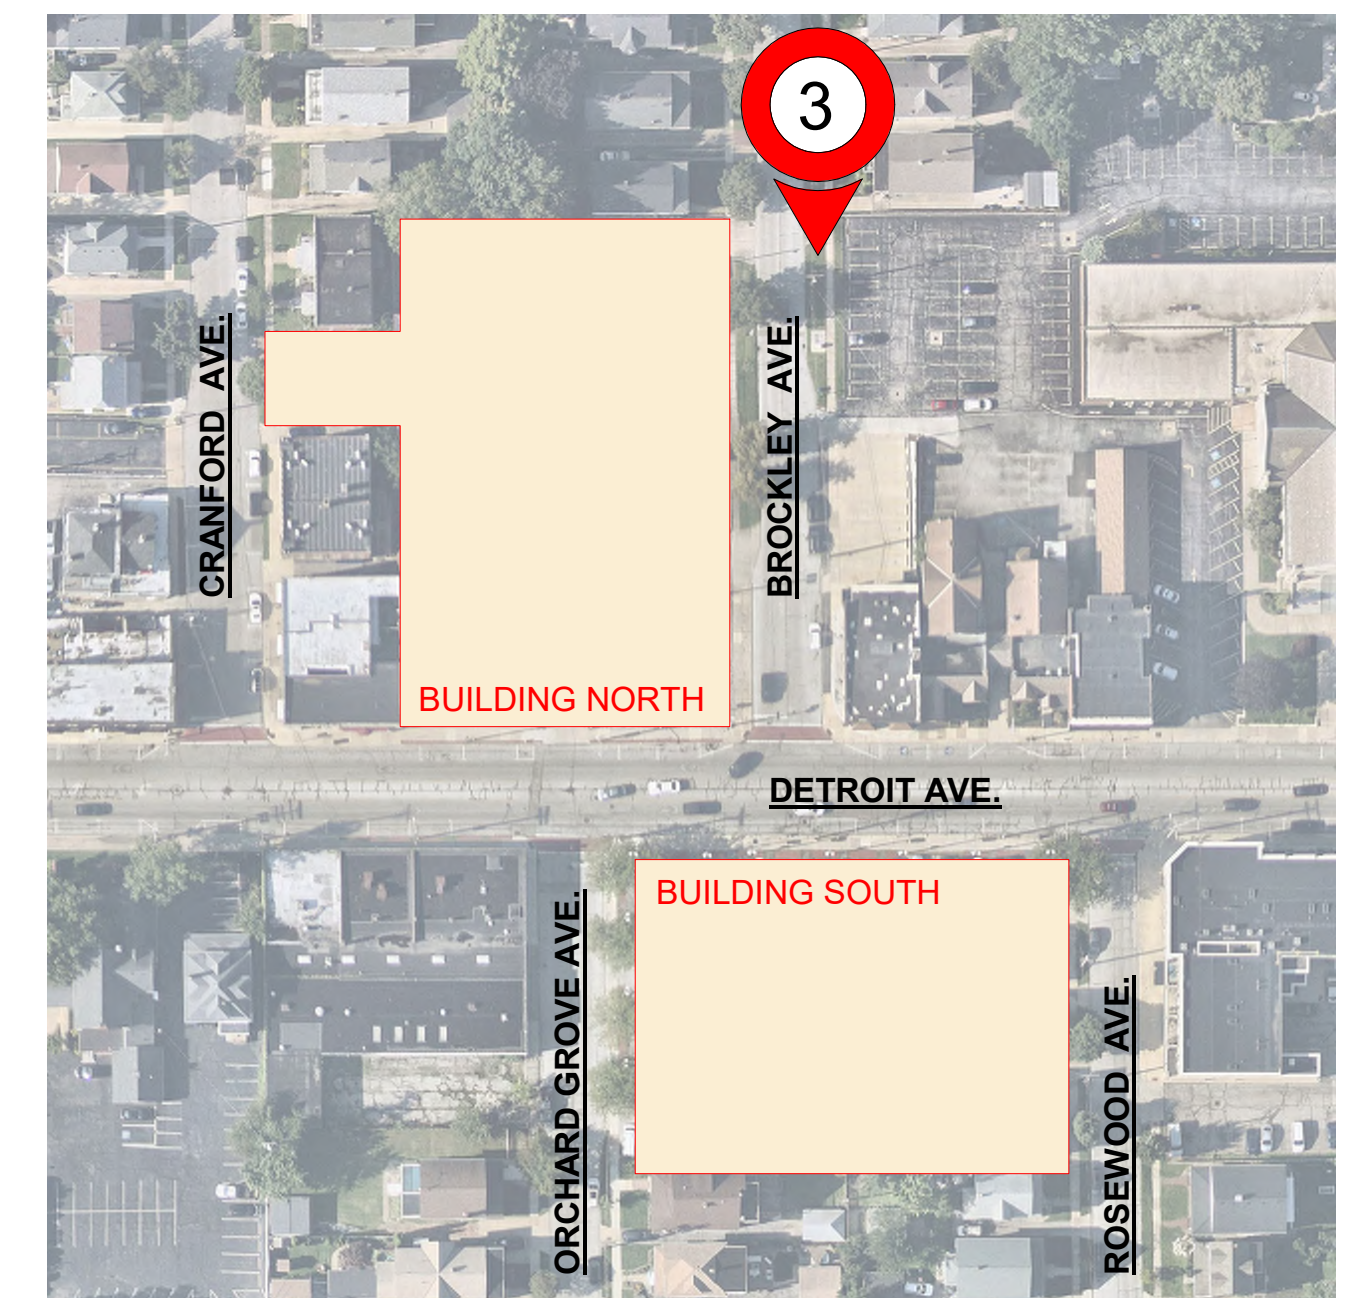 3
CRANFORD AVE.
BROCKLEY AVE.
BUILDING NORTH
DETROIT AVE.
BUILDING SOUTH
ORCHARD GROVE AVE.
ROSEWOOD AVE.